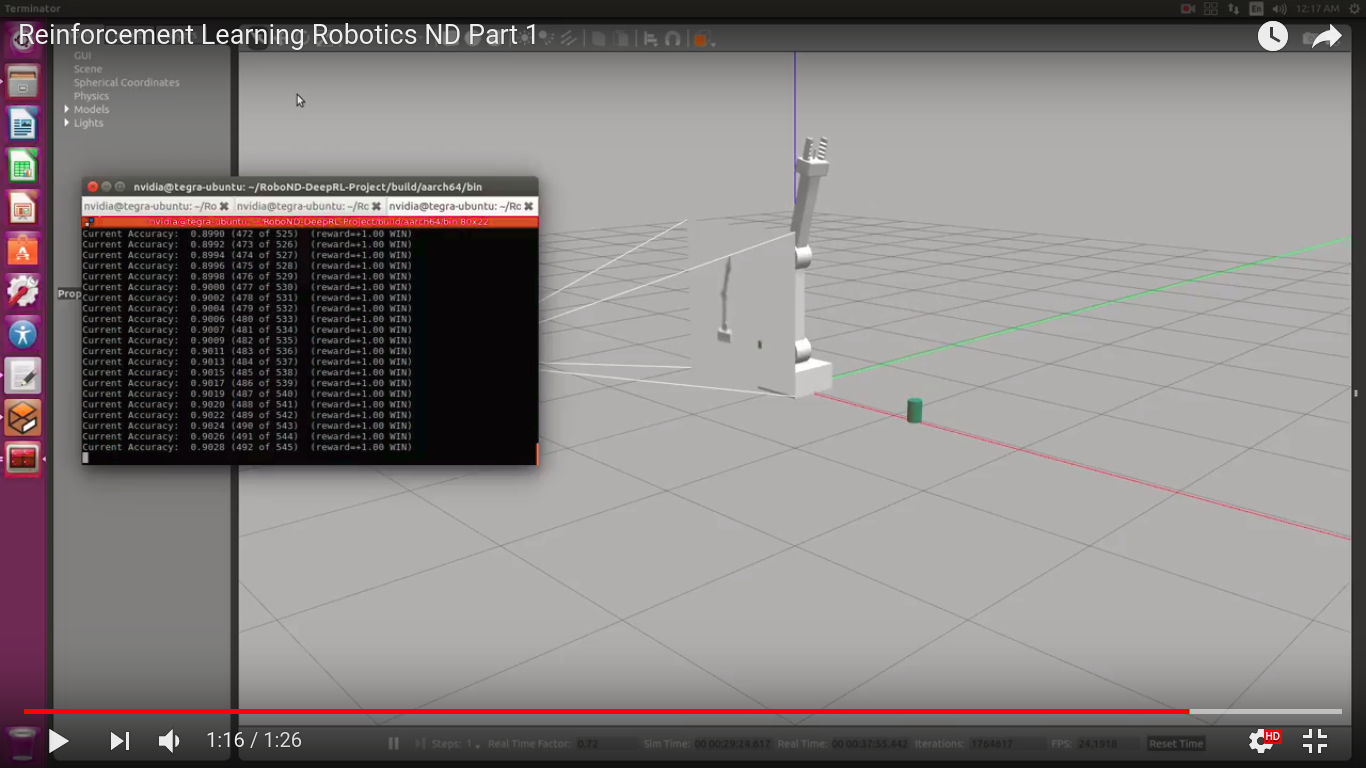 Terminator
En
12:17 AM
Reinforcement Learning Robotics ND Part 1
GUI
Scene
Spherical Coordinates
Physics
Models
Lights
Prop
nvidia@tegra-ubuntu: ~/RoboND-DeepRL-Project/build/aarch64/bin
nvidia@tegra-ubuntu: ~/Ro
nvidia@tegra-ubuntu: ~/Rc
nvidia@tegra-ubuntu: ~/Rc
nvidia@tegra-ubuntu: ~/RoboND-DeepRL-Project/build/aarch64/bin 80x22
Current Accuracy: 0.8990 (472 of 525) (reward=+1.00 WIN)
Current Accuracy: 0.8992 (473 of 526) (reward=+1.00 WIN)
Current Accuracy: 0.8994 (474 of 527) (reward=+1.00 WIN)
Current Accuracy: 0.8996 (475 of 528) (reward=+1.00 WIN)
Current Accuracy: 0.8998 (476 of 529) (reward=+1.00 WIN)
Current Accuracy: 0.9000 (477 of 530) (reward=+1.00 WIN)
Current Accuracy: 0.9002 (478 of 531) (reward=+1.00 WIN)
Current Accuracy: 0.9004 (479 of 532) (reward=+1.00 WIN)
Current Accuracy: 0.9006 (480 of 533) (reward=+1.00 WIN)
Current Accuracy: 0.9007 (481 of 534) (reward=+1.00 WIN)
Current Accuracy: 0.9009 (482 of 535) (reward=+1.00 WIN)
Current Accuracy: 0.9011 (483 of 536) (reward=+1.00 WIN)
Current Accuracy: 0.9013 (484 of 537) (reward=+1.00 WIN)
Current Accuracy: 0.9015 (485 of 538) (reward=+1.00 WIN)
Current Accuracy: 0.9017 (486 of 539) (reward=+1.00 WIN)
Current Accuracy: 0.9019 (487 of 540) (reward=+1.00 WIN)
Current Accuracy: 0.9020 (488 of 541) (reward=+1.00 WIN)
Current Accuracy: 0.9022 (489 of 542) (reward=+1.00 WIN)
Current Accuracy: 0.9024 (490 of 543) (reward=+1.00 WIN)
Current Accuracy: 0.9026 (491 of 544) (reward=+1.00 WIN)
Current Accuracy: 0.9028 (492 of 545) (reward=+1.00 WIN)
1:16 / 1:26
Steps: 1
Real Time Factor: 0.72
Sim Time: 00 00:29:24.617
Real Time: 00 00:37:55.442
Iterations: 1764617
FPS: 24.1918
Reset Time
HD